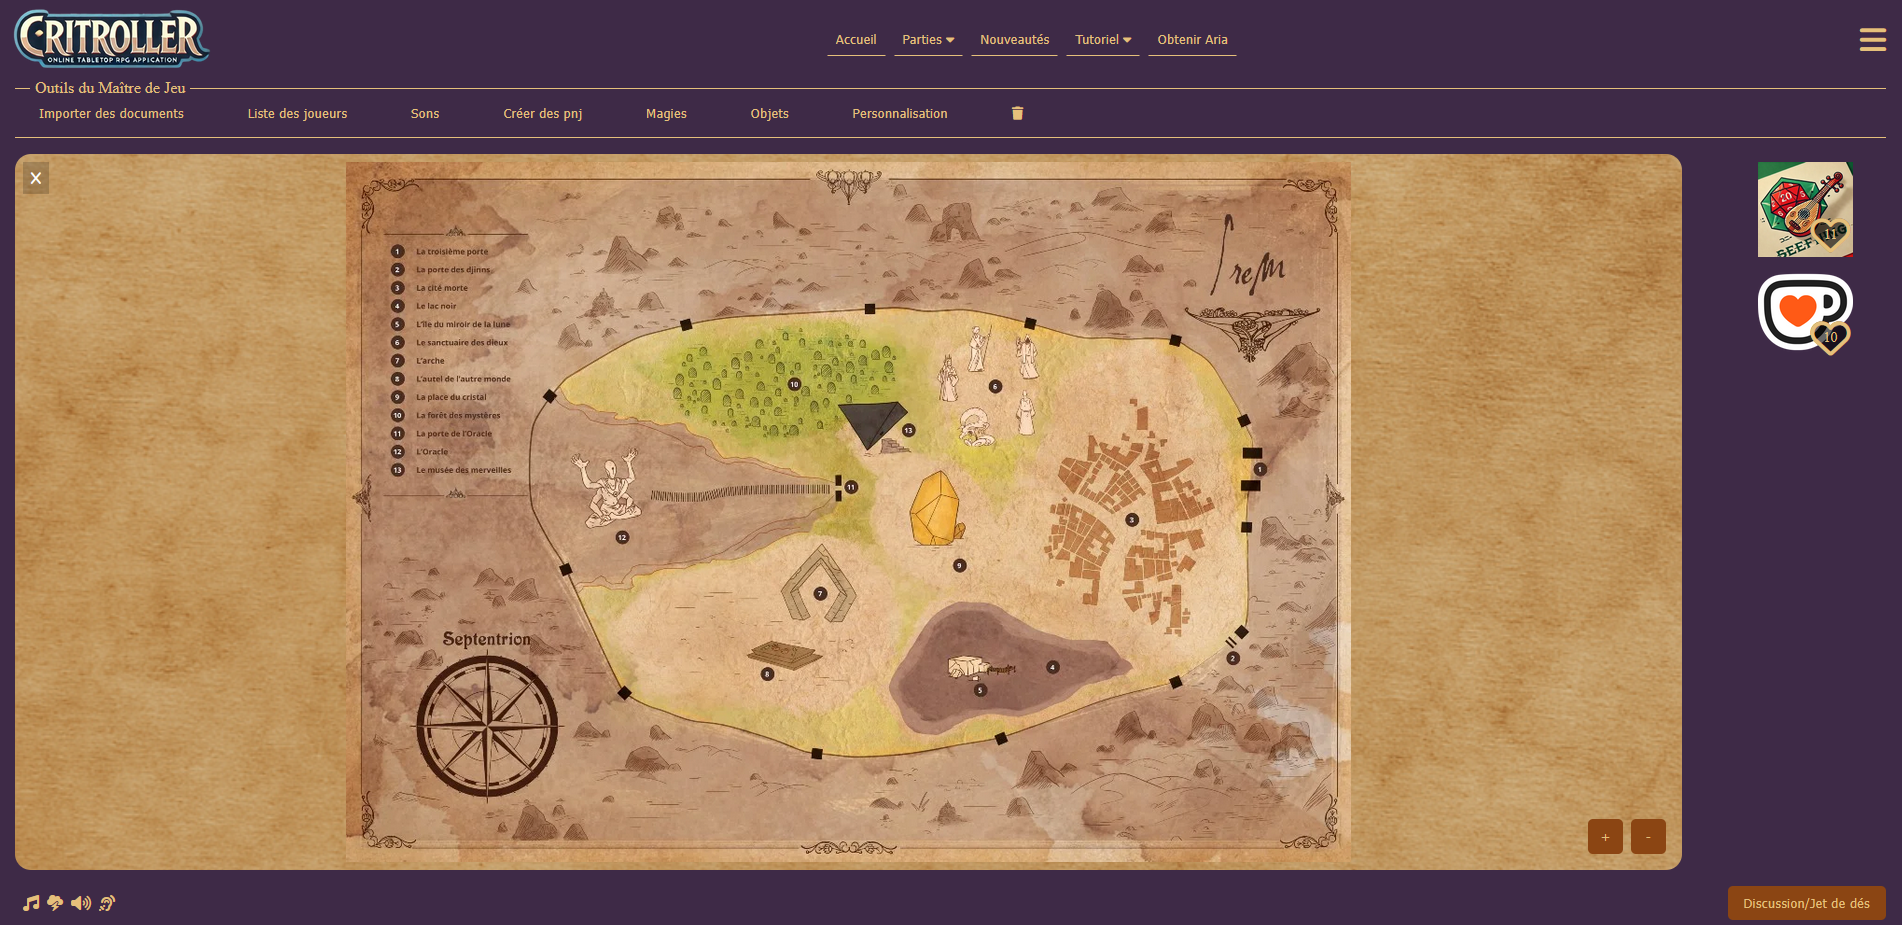 CRITROLLER
ONLINE TABLETOP RPG APPLICATION
Accueil Parties Nouveautés Tutoriel Obtenir Aria
Outils du Maître de Jeu
Importer des documents Liste des joueurs Sons Créer des pnj Magies Objets Personnalisation
X
1 La troisième porte
2 La porte des djinns
3 La cité morte
4 Le lac noir
5 L'île du miroir de la lune
6 Le sanctuaire des dieux
7 L'arche
8 L'autel de l'autre monde
9 La place du cristal
10 La forêt des mystères
11 La porte de l'Oracle
12 L'Oracle
13 Le musée des merveilles
Irem
10
6
13
1
11
3
12
9
7
2
4
8
5
Septentrion
20
11
10
+ -
Discussion/Jet de dés